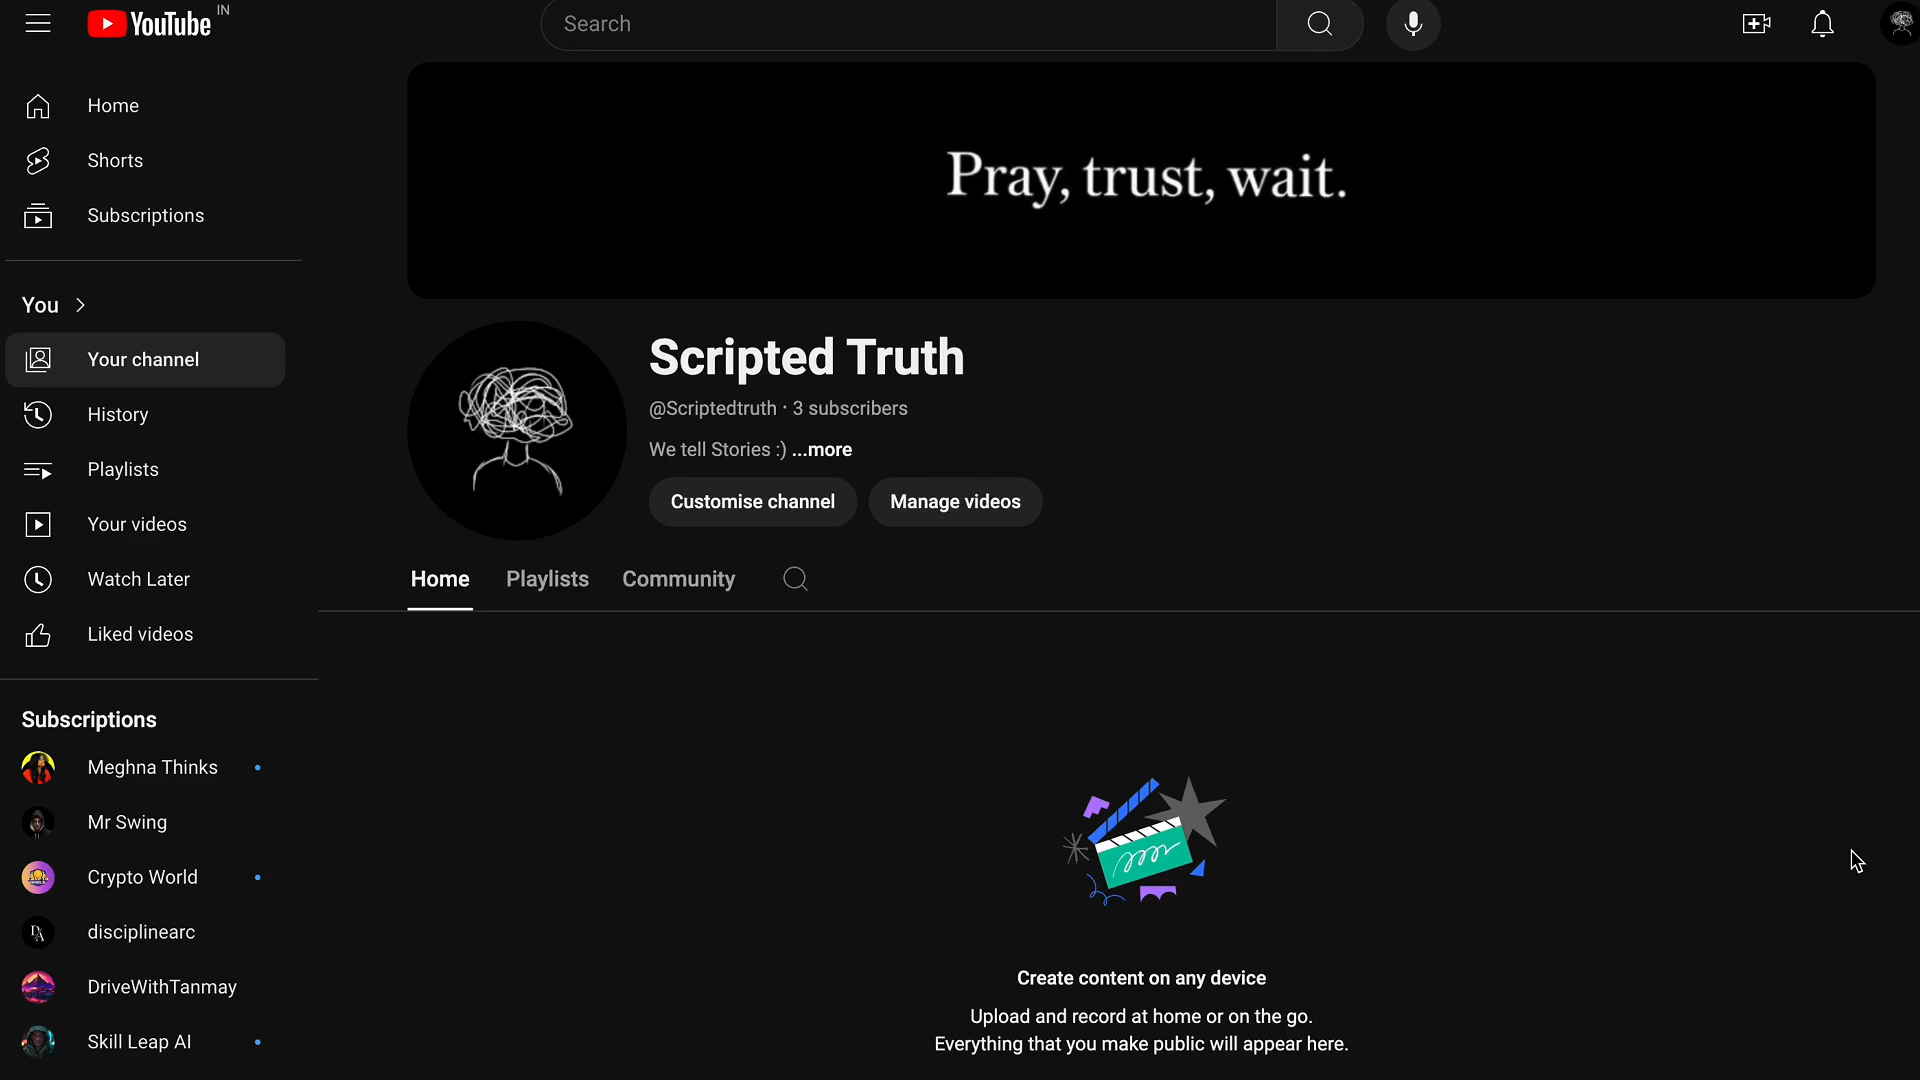 YouTube IN
Search
Home
Shorts
Subscriptions
You
Your channel
History
Playlists
Your videos
Watch Later
Liked videos
Subscriptions
Meghna Thinks
Mr Swing
Crypto World
disciplinearc
DriveWithTanmay
Skill Leap AI
Pray, trust, wait.
Scripted Truth
@Scriptedtruth · 3 subscribers
We tell Stories :) ...more
Customise channel Manage videos
Home Playlists Community
Create content on any device
Upload and record at home or on the go.
Everything that you make public will appear here.